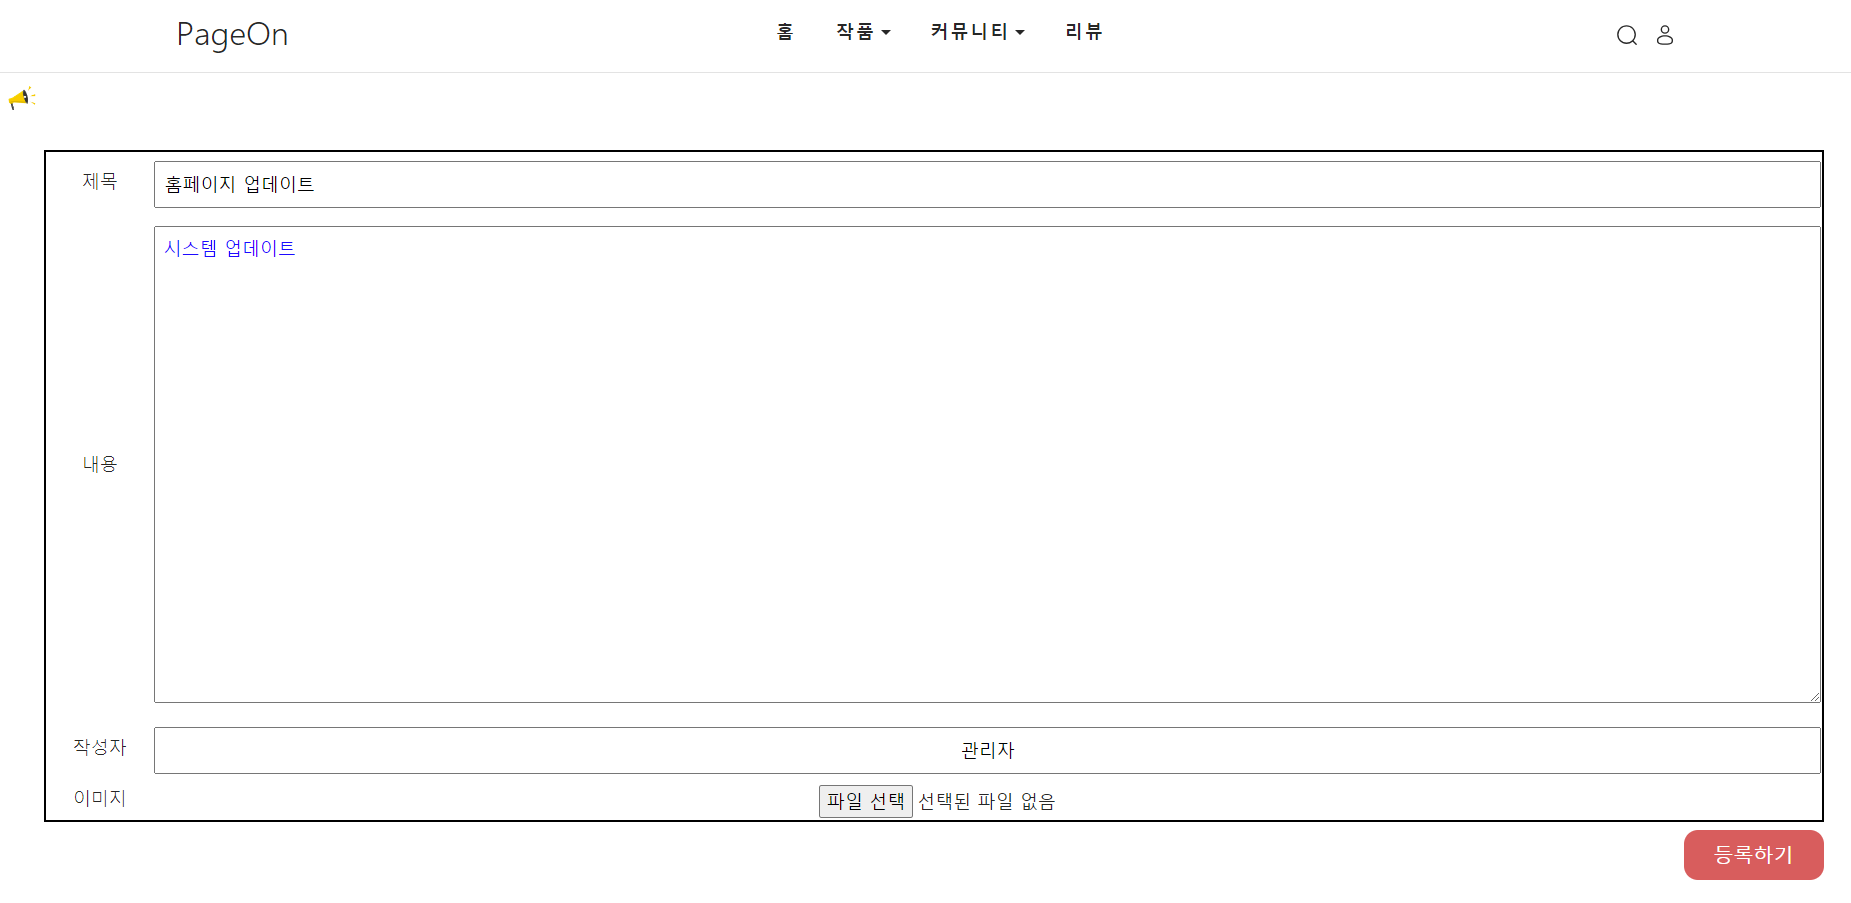 PageOn 홈 작품 커뮤니티 리뷰
제목 홈페이지 업데이트
시스템 업데이트
내용
작성자 관리자
이미지 파일 선택 선택된 파일 없음
등록하기